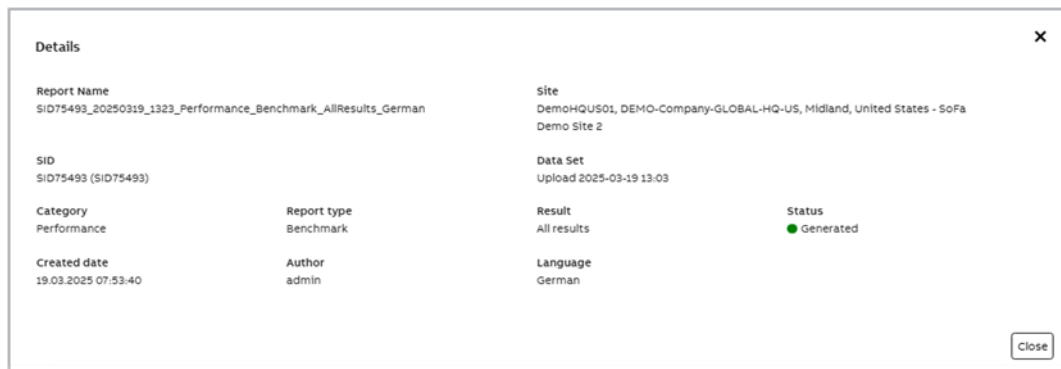 Details
Report Name
SID75493_20250319_1323_Performance_Benchmark_AllResults_German
Site
DemoHQUS01, DEMO-Company-GLOBAL-HQ-US, Midland, United States - SoFa
Demo Site 2
SID
SID75493 (SID75493)
Data Set
Upload 2025-03-19 13:03
Category
Performance
Report type
Benchmark
Result
All results
Status
Generated
Created date
19.03.2025 07:53:40
Author
admin
Language
German
Close